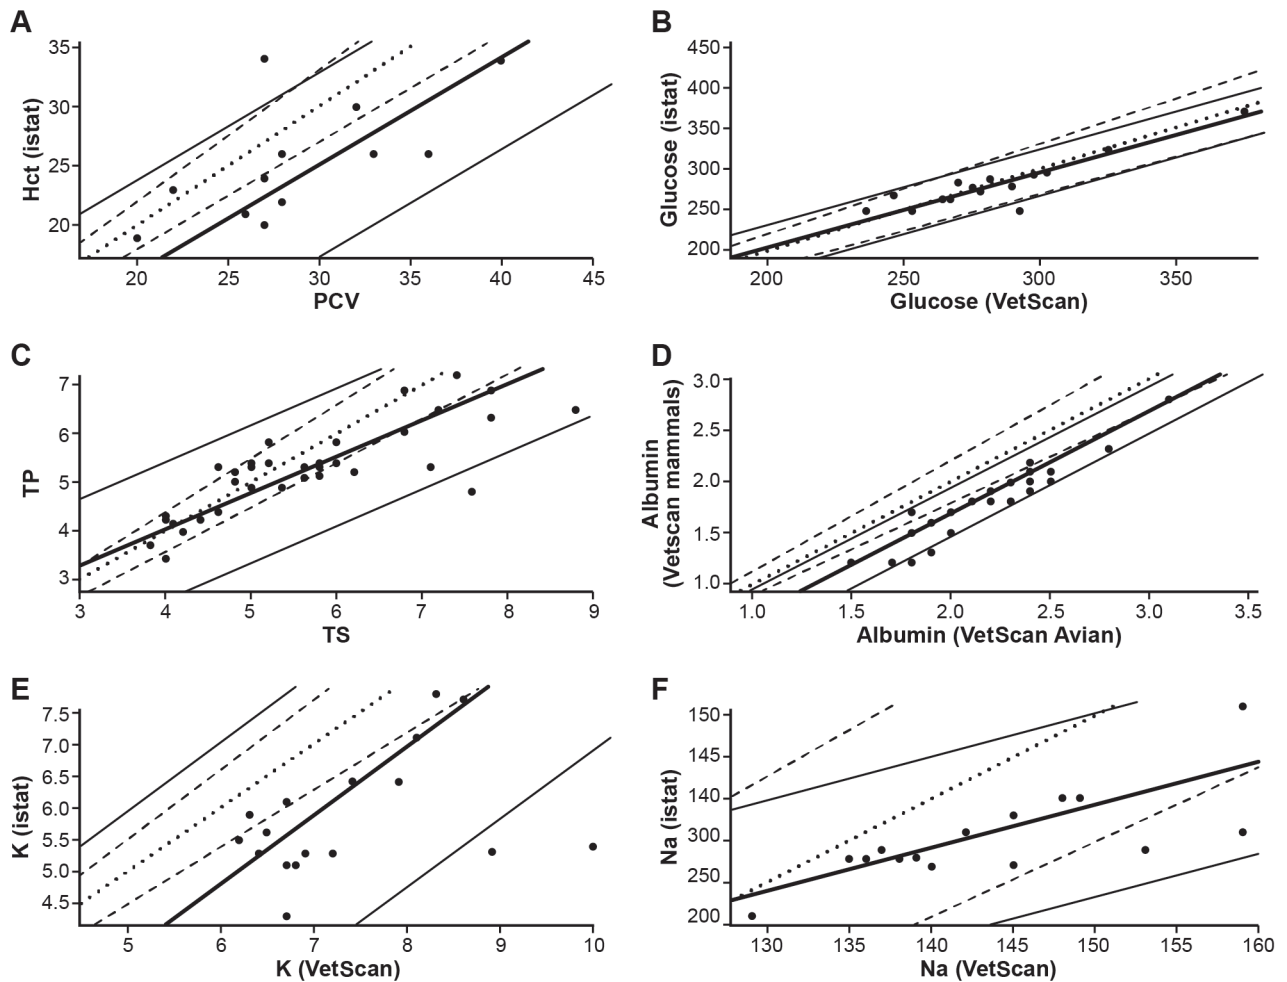 A
Hct (istat)
35
30
25
20
20 25 30 35 40 45
PCV
B
Glucose (istat)
450
400
350
300
250
200
200 250 300 350
Glucose (VetScan)
C
TP
7
6
5
4
3
3 4 5 6 7 8 9
TS
D
Albumin
(Vetscan mammals)
3.0
2.5
2.0
1.5
1.0
1.0 1.5 2.0 2.5 3.0 3.5
Albumin (VetScan Avian)
E
K (istat)
7.5
7.0
6.5
6.0
5.5
5.0
4.5
5 6 7 8 9 10
K (VetScan)
F
Na (istat)
150
145
140
300
250
200
130 135 140 145 150 155 160
Na (VetScan)